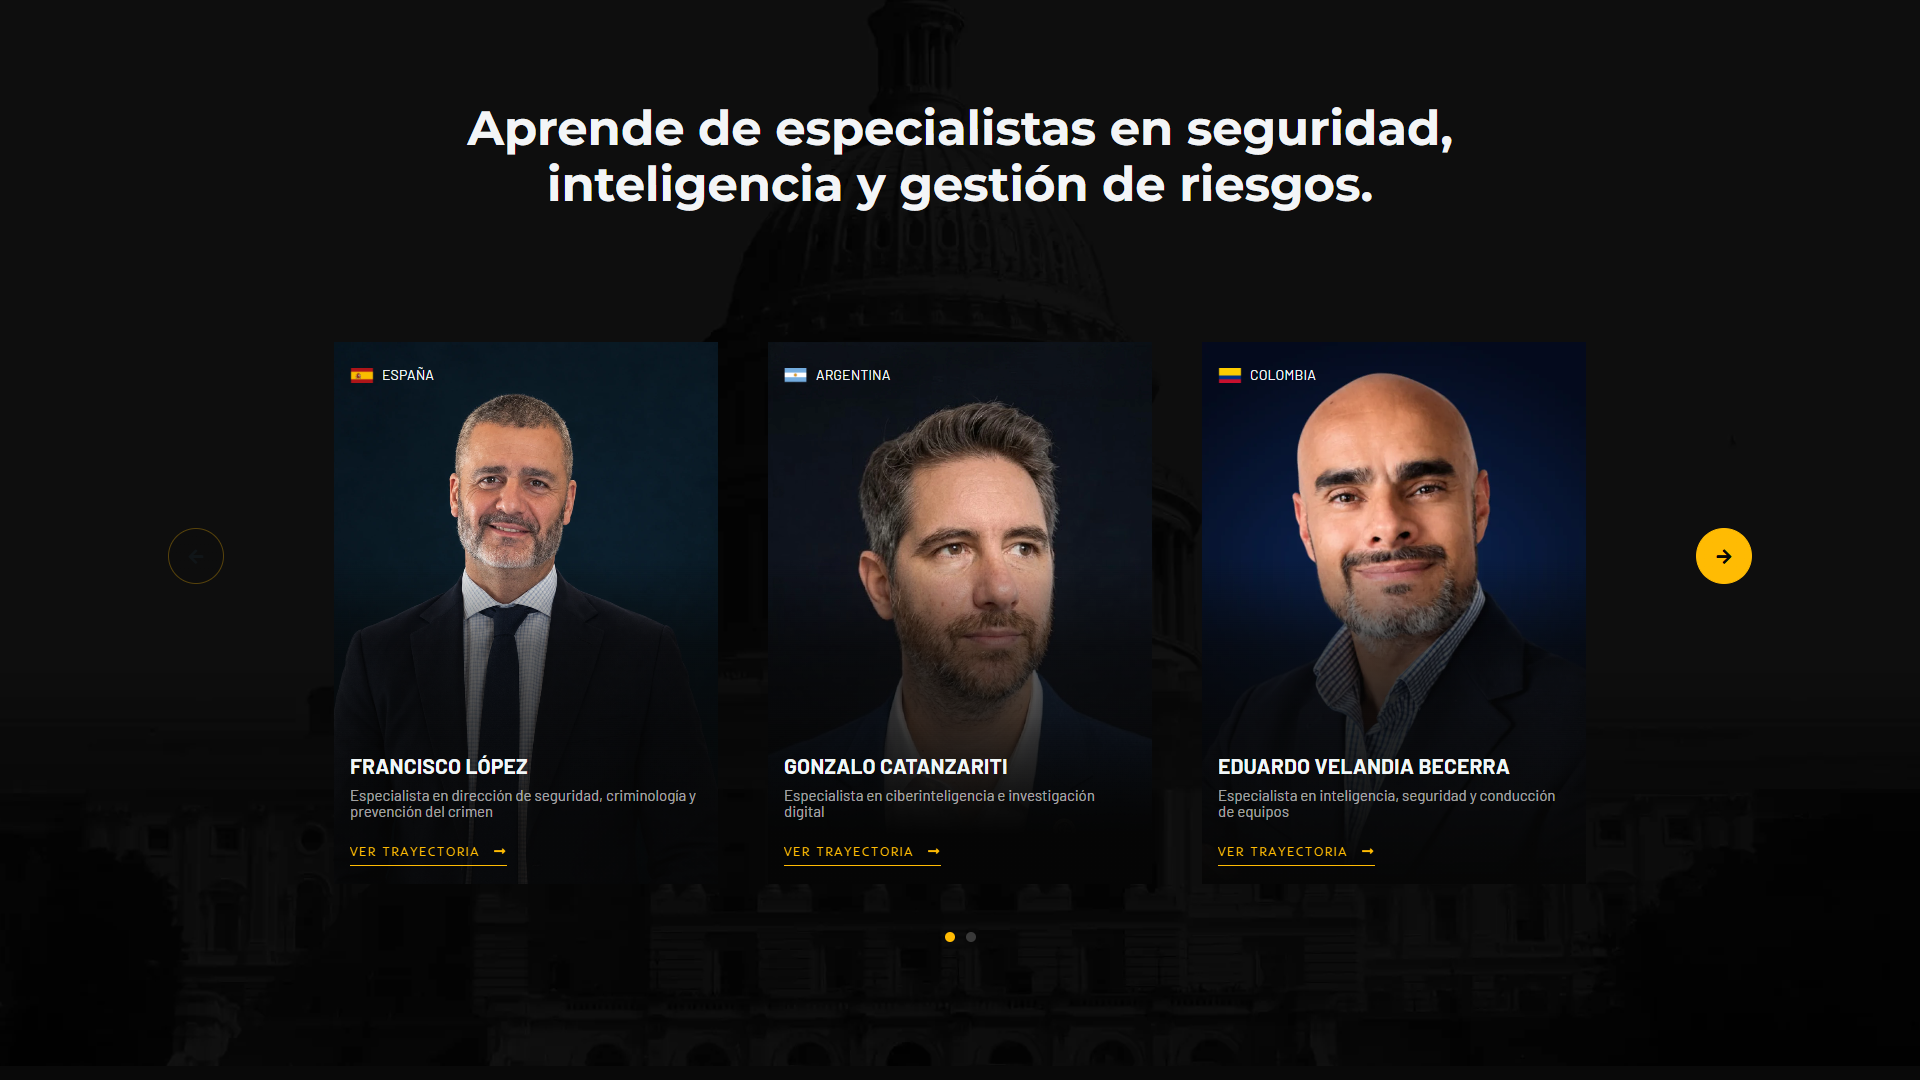 Aprende de especialistas en seguridad,
inteligencia y gestión de riesgos.
ESPAÑA
FRANCISCO LÓPEZ
Especialista en dirección de seguridad, criminología y
prevención del crimen
VER TRAYECTORIA
ARGENTINA
GONZALO CATANZARITI
Especialista en ciberinteligencia e investigación
digital
VER TRAYECTORIA
COLOMBIA
EDUARDO VELANDIA BECERRA
Especialista en inteligencia, seguridad y conducción
de equipos
VER TRAYECTORIA